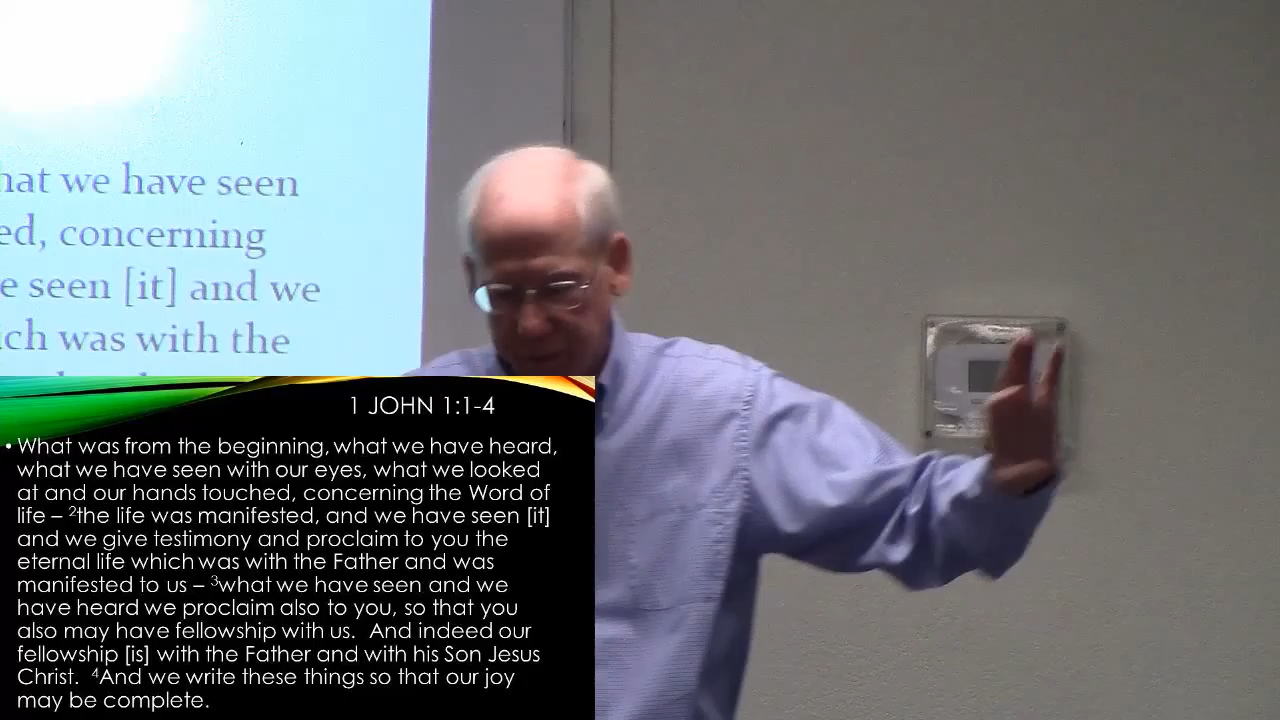 hat we have seen
ed, concerning
e seen [it] and we
ich was with the
1 JOHN 1:1-4
• What was from the beginning, what we have heard,
what we have seen with our eyes, what we looked
at and our hands touched, concerning the Word of
life – ²the life was manifested, and we have seen [it]
and we give testimony and proclaim to you the
eternal life which was with the Father and was
manifested to us – ³what we have seen and we
have heard we proclaim also to you, so that you
also may have fellowship with us. And indeed our
fellowship [is] with the Father and with his Son Jesus
Christ. ⁴And we write these things so that our joy
may be complete.